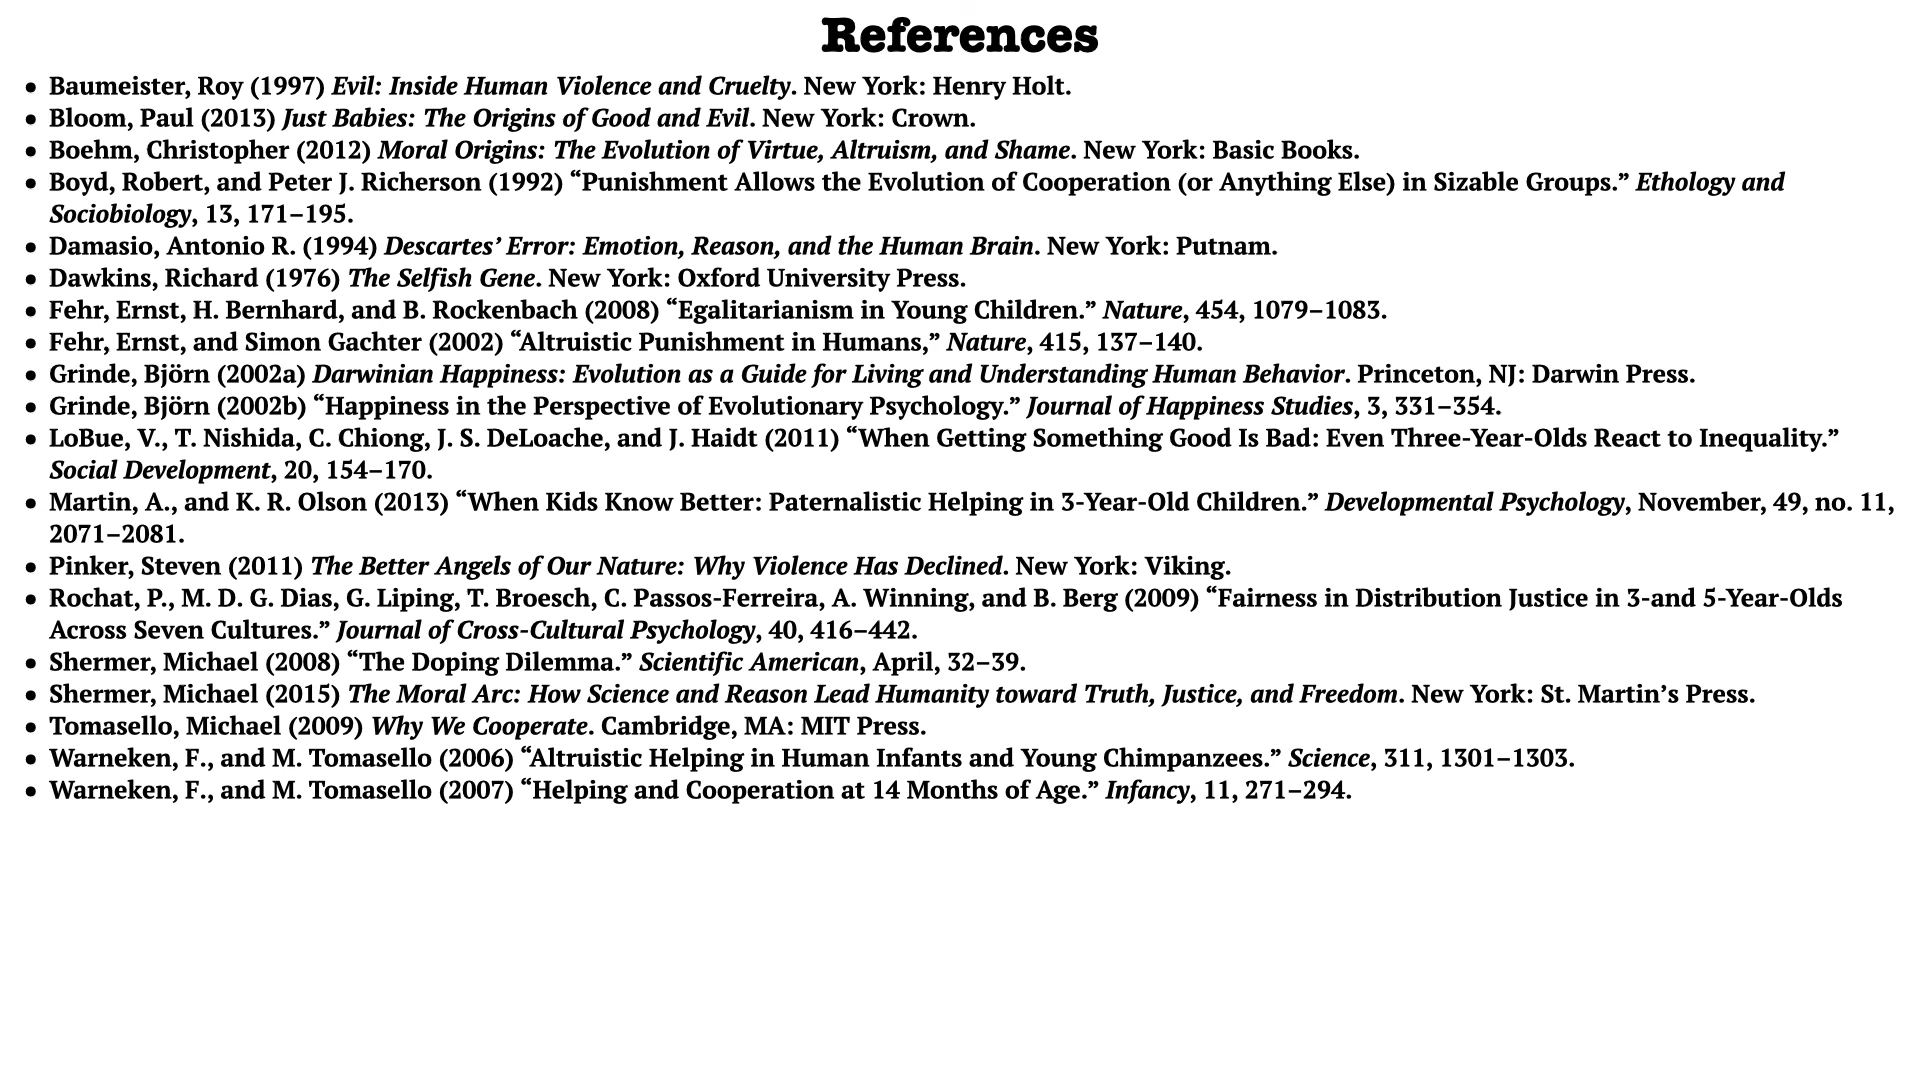 References
• Baumeister, Roy (1997) Evil: Inside Human Violence and Cruelty. New York: Henry Holt.
• Bloom, Paul (2013) Just Babies: The Origins of Good and Evil. New York: Crown.
• Boehm, Christopher (2012) Moral Origins: The Evolution of Virtue, Altruism, and Shame. New York: Basic Books.
• Boyd, Robert, and Peter J. Richerson (1992) “Punishment Allows the Evolution of Cooperation (or Anything Else) in Sizable Groups.” Ethology and
Sociobiology, 13, 171–195.
• Damasio, Antonio R. (1994) Descartes’ Error: Emotion, Reason, and the Human Brain. New York: Putnam.
• Dawkins, Richard (1976) The Selfish Gene. New York: Oxford University Press.
• Fehr, Ernst, H. Bernhard, and B. Rockenbach (2008) “Egalitarianism in Young Children.” Nature, 454, 1079–1083.
• Fehr, Ernst, and Simon Gachter (2002) “Altruistic Punishment in Humans,” Nature, 415, 137–140.
• Grinde, Björn (2002a) Darwinian Happiness: Evolution as a Guide for Living and Understanding Human Behavior. Princeton, NJ: Darwin Press.
• Grinde, Björn (2002b) “Happiness in the Perspective of Evolutionary Psychology.” Journal of Happiness Studies, 3, 331–354.
• LoBue, V., T. Nishida, C. Chiong, J. S. DeLoache, and J. Haidt (2011) “When Getting Something Good Is Bad: Even Three-Year-Olds React to Inequality.”
Social Development, 20, 154–170.
• Martin, A., and K. R. Olson (2013) “When Kids Know Better: Paternalistic Helping in 3-Year-Old Children.” Developmental Psychology, November, 49, no. 11,
2071–2081.
• Pinker, Steven (2011) The Better Angels of Our Nature: Why Violence Has Declined. New York: Viking.
• Rochat, P., M. D. G. Dias, G. Liping, T. Broesch, C. Passos-Ferreira, A. Winning, and B. Berg (2009) “Fairness in Distribution Justice in 3-and 5-Year-Olds
Across Seven Cultures.” Journal of Cross-Cultural Psychology, 40, 416–442.
• Shermer, Michael (2008) “The Doping Dilemma.” Scientific American, April, 32–39.
• Shermer, Michael (2015) The Moral Arc: How Science and Reason Lead Humanity toward Truth, Justice, and Freedom. New York: St. Martin’s Press.
• Tomasello, Michael (2009) Why We Cooperate. Cambridge, MA: MIT Press.
• Warneken, F., and M. Tomasello (2006) “Altruistic Helping in Human Infants and Young Chimpanzees.” Science, 311, 1301–1303.
• Warneken, F., and M. Tomasello (2007) “Helping and Cooperation at 14 Months of Age.” Infancy, 11, 271–294.